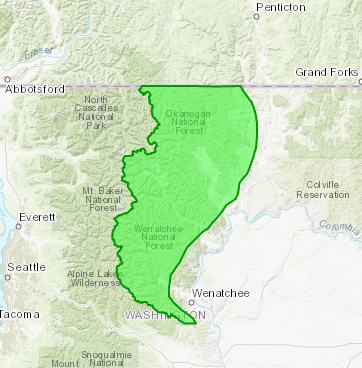 Penticton
Fraser
Grand Forks
Abbotsford
North
Cascades
National
Park
Okanogan
National
Forest
Mt. Baker
National
Forest
Colville
Reservation
Everett
Columbia
Wenatchee
National
Forest
Seattle
Alpine Lakes
Wilderness
Wenatchee
Tacoma
WASHINGTON
Snoqualmie
Mount
National